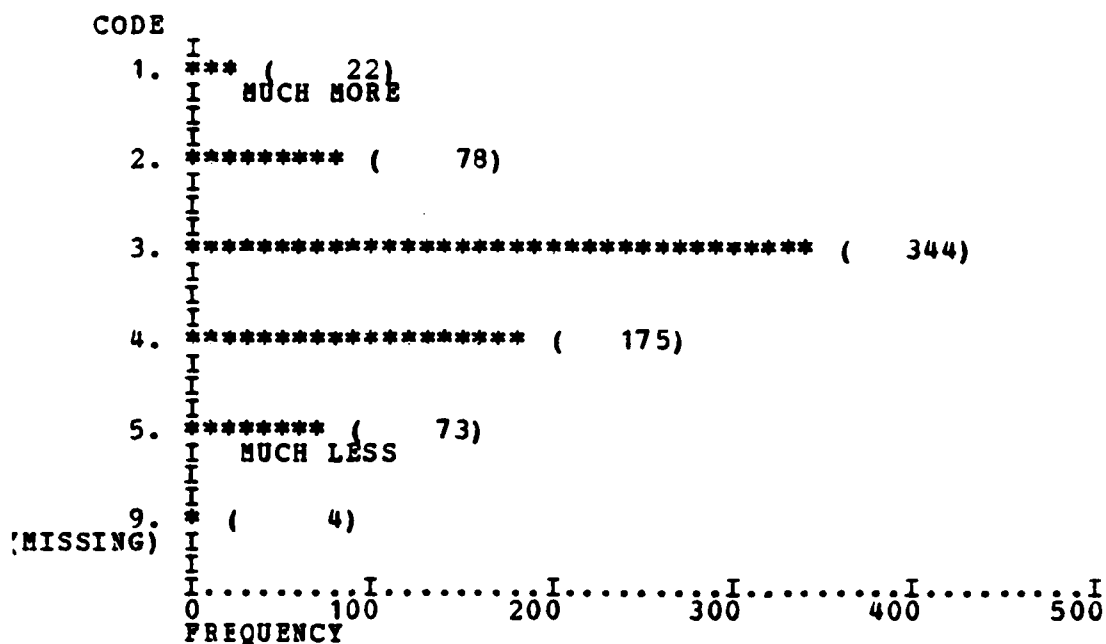 CODE
I
1. *** ( 22)
I MUCH MORE
I
I
2. ********* ( 78)
I
I
I
3. *********************************** ( 344)
I
I
I
4. ******************* ( 175)
I
I
I
5. ******** ( 73)
I MUCH LESS
I
I
9. * ( 4)
(MISSING) I
I
I.........I.........I.........I.........I.........I
0 100 200 300 400 500
FREQUENCY